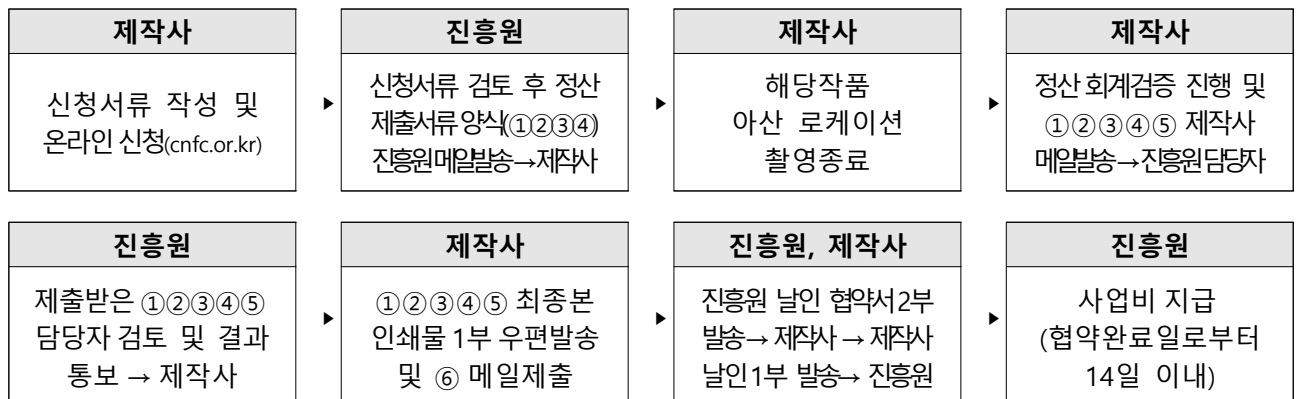 제작사
신청서류 작성 및
온라인 신청(cnfc.or.kr)
▶
진흥원
신청서류 검토 후 정산
제출서류 양식(①②③④)
진흥원메일발송→제작사
▶
제작사
해당작품
아산 로케이션
촬영종료
▶
제작사
정산 회계검증 진행 및
①②③④⑤ 제작사
메일발송→진흥원담당자
진흥원
제출받은 ①②③④⑤
담당자 검토 및 결과
통보 → 제작사
▶
제작사
①②③④⑤ 최종본
인쇄물 1부 우편발송
및 ⑥ 메일제출
▶
진흥원, 제작사
진흥원 날인 협약서2부
발송→ 제작사 → 제작사
날인1부 발송→ 진흥원
▶
진흥원
사업비 지급
(협약완료일로부터
14일 이내)